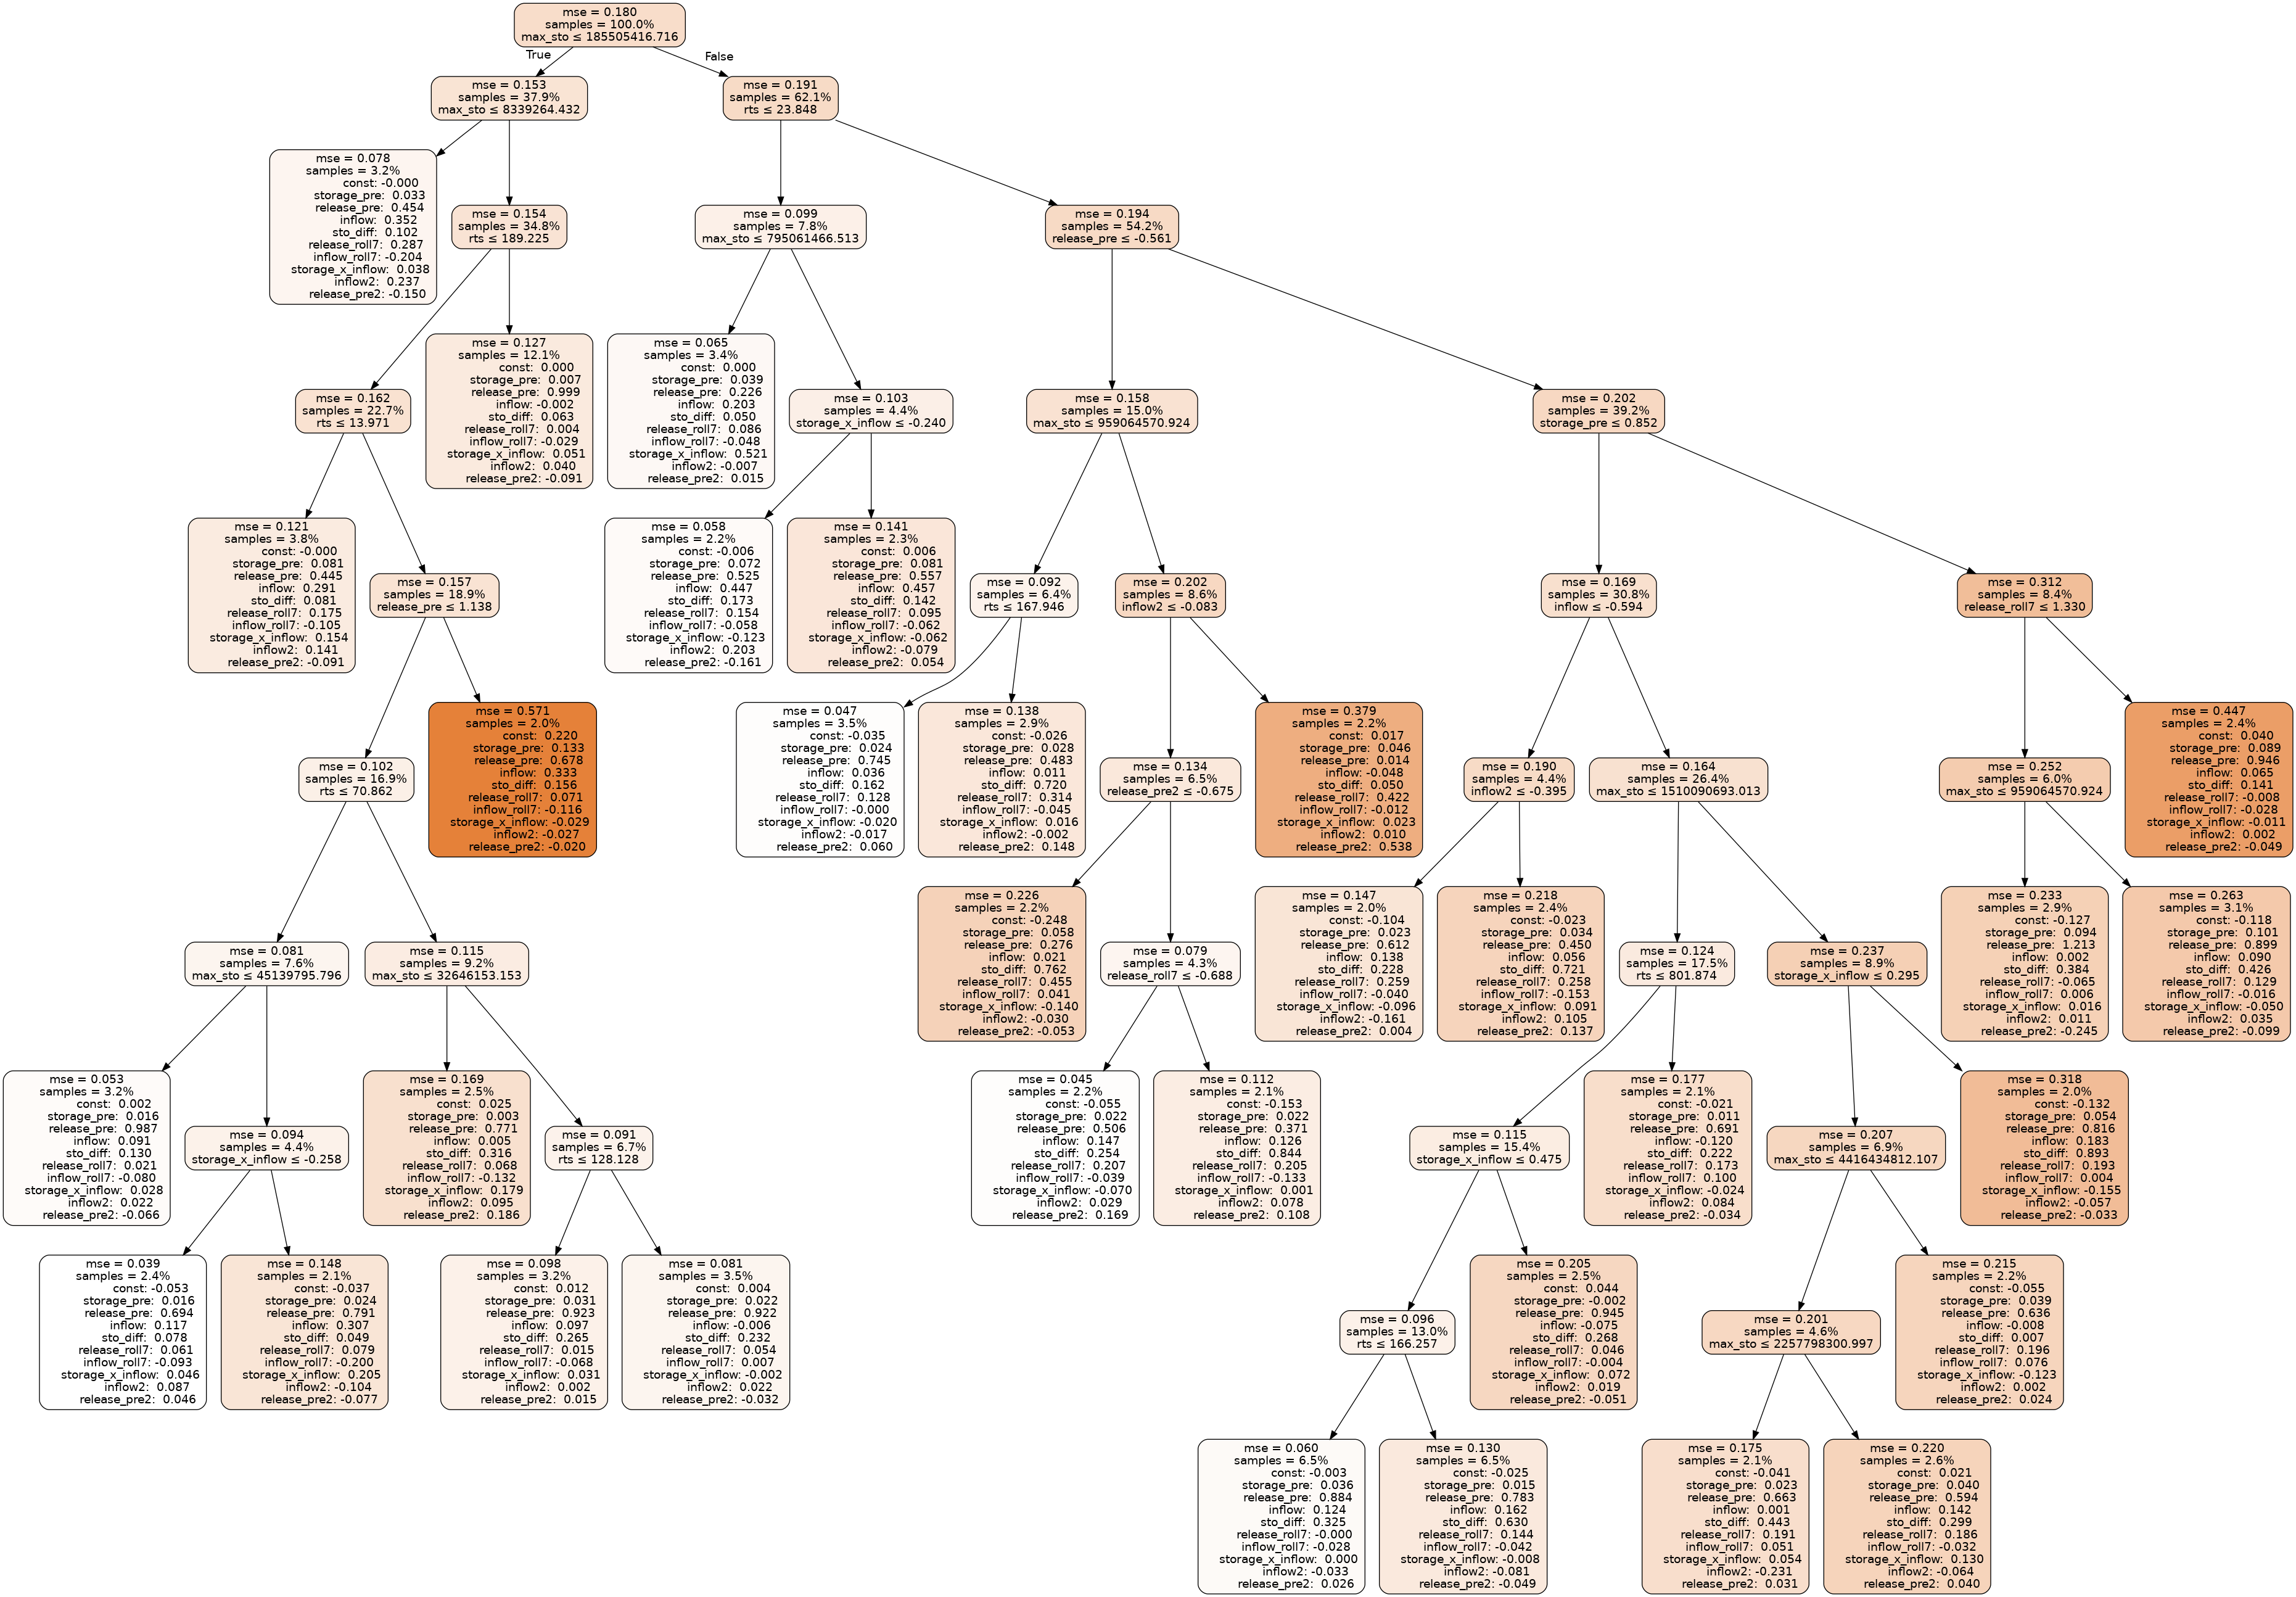 mse = 0.180
samples = 100.0%
max_sto ≤ 185505416.716
True
False
mse = 0.153
samples = 37.9%
max_sto ≤ 8339264.432
mse = 0.191
samples = 62.1%
rts ≤ 23.848
mse = 0.078
samples = 3.2%
const: -0.000
storage_pre: 0.033
release_pre: 0.454
inflow: 0.352
sto_diff: 0.102
release_roll7: 0.287
inflow_roll7: -0.204
storage_x_inflow: 0.038
inflow2: 0.237
release_pre2: -0.150
mse = 0.154
samples = 34.8%
rts ≤ 189.225
mse = 0.099
samples = 7.8%
max_sto ≤ 795061466.513
mse = 0.194
samples = 54.2%
release_pre ≤ -0.561
mse = 0.162
samples = 22.7%
rts ≤ 13.971
mse = 0.127
samples = 12.1%
const: 0.000
storage_pre: 0.007
release_pre: 0.999
inflow: -0.002
sto_diff: 0.063
release_roll7: 0.004
inflow_roll7: -0.029
storage_x_inflow: 0.051
inflow2: 0.040
release_pre2: -0.091
mse = 0.065
samples = 3.4%
const: 0.000
storage_pre: 0.039
release_pre: 0.226
inflow: 0.203
sto_diff: 0.050
release_roll7: 0.086
inflow_roll7: -0.048
storage_x_inflow: 0.521
inflow2: -0.007
release_pre2: 0.015
mse = 0.103
samples = 4.4%
storage_x_inflow ≤ -0.240
mse = 0.158
samples = 15.0%
max_sto ≤ 959064570.924
mse = 0.202
samples = 39.2%
storage_pre ≤ 0.852
mse = 0.121
samples = 3.8%
const: -0.000
storage_pre: 0.081
release_pre: 0.445
inflow: 0.291
sto_diff: 0.081
release_roll7: 0.175
inflow_roll7: -0.105
storage_x_inflow: 0.154
inflow2: 0.141
release_pre2: -0.091
mse = 0.157
samples = 18.9%
release_pre ≤ 1.138
mse = 0.058
samples = 2.2%
const: -0.006
storage_pre: 0.072
release_pre: 0.525
inflow: 0.447
sto_diff: 0.173
release_roll7: 0.154
inflow_roll7: -0.058
storage_x_inflow: -0.123
inflow2: 0.203
release_pre2: -0.161
mse = 0.141
samples = 2.3%
const: 0.006
storage_pre: 0.081
release_pre: 0.557
inflow: 0.457
sto_diff: 0.142
release_roll7: 0.095
inflow_roll7: -0.062
storage_x_inflow: -0.062
inflow2: -0.079
release_pre2: 0.054
mse = 0.092
samples = 6.4%
rts ≤ 167.946
mse = 0.202
samples = 8.6%
inflow2 ≤ -0.083
mse = 0.169
samples = 30.8%
inflow ≤ -0.594
mse = 0.312
samples = 8.4%
release_roll7 ≤ 1.330
mse = 0.102
samples = 16.9%
rts ≤ 70.862
mse = 0.571
samples = 2.0%
const: 0.220
storage_pre: 0.133
release_pre: 0.678
inflow: 0.333
sto_diff: 0.156
release_roll7: 0.071
inflow_roll7: -0.116
storage_x_inflow: -0.029
inflow2: -0.027
release_pre2: -0.020
mse = 0.047
samples = 3.5%
const: -0.035
storage_pre: 0.024
release_pre: 0.745
inflow: 0.036
sto_diff: 0.162
release_roll7: 0.128
inflow_roll7: -0.000
storage_x_inflow: -0.020
inflow2: -0.017
release_pre2: 0.060
mse = 0.138
samples = 2.9%
const: -0.026
storage_pre: 0.028
release_pre: 0.483
inflow: 0.011
sto_diff: 0.720
release_roll7: 0.314
inflow_roll7: -0.045
storage_x_inflow: 0.016
inflow2: -0.002
release_pre2: 0.148
mse = 0.134
samples = 6.5%
release_pre2 ≤ -0.675
mse = 0.379
samples = 2.2%
const: 0.017
storage_pre: 0.046
release_pre: 0.014
inflow: -0.048
sto_diff: 0.050
release_roll7: 0.422
inflow_roll7: -0.012
storage_x_inflow: 0.023
inflow2: 0.010
release_pre2: 0.538
mse = 0.190
samples = 4.4%
inflow2 ≤ -0.395
mse = 0.164
samples = 26.4%
max_sto ≤ 1510090693.013
mse = 0.252
samples = 6.0%
max_sto ≤ 959064570.924
mse = 0.447
samples = 2.4%
const: 0.040
storage_pre: 0.089
release_pre: 0.946
inflow: 0.065
sto_diff: 0.141
release_roll7: -0.008
inflow_roll7: -0.028
storage_x_inflow: -0.011
inflow2: 0.002
release_pre2: -0.049
mse = 0.081
samples = 7.6%
max_sto ≤ 45139795.796
mse = 0.115
samples = 9.2%
max_sto ≤ 32646153.153
mse = 0.226
samples = 2.2%
const: -0.248
storage_pre: 0.058
release_pre: 0.276
inflow: 0.021
sto_diff: 0.762
release_roll7: 0.455
inflow_roll7: 0.041
storage_x_inflow: -0.140
inflow2: -0.030
release_pre2: -0.053
mse = 0.079
samples = 4.3%
release_roll7 ≤ -0.688
mse = 0.147
samples = 2.0%
const: -0.104
storage_pre: 0.023
release_pre: 0.612
inflow: 0.138
sto_diff: 0.228
release_roll7: 0.259
inflow_roll7: -0.040
storage_x_inflow: -0.096
inflow2: -0.161
release_pre2: 0.004
mse = 0.218
samples = 2.4%
const: -0.023
storage_pre: 0.034
release_pre: 0.450
inflow: 0.056
sto_diff: 0.721
release_roll7: 0.258
inflow_roll7: -0.153
storage_x_inflow: 0.091
inflow2: 0.105
release_pre2: 0.137
mse = 0.124
samples = 17.5%
rts ≤ 801.874
mse = 0.237
samples = 8.9%
storage_x_inflow ≤ 0.295
mse = 0.233
samples = 2.9%
const: -0.127
storage_pre: 0.094
release_pre: 1.213
inflow: 0.002
sto_diff: 0.384
release_roll7: -0.065
inflow_roll7: 0.006
storage_x_inflow: 0.016
inflow2: 0.011
release_pre2: -0.245
mse = 0.263
samples = 3.1%
const: -0.118
storage_pre: 0.101
release_pre: 0.899
inflow: 0.090
sto_diff: 0.426
release_roll7: 0.129
inflow_roll7: -0.016
storage_x_inflow: -0.050
inflow2: 0.035
release_pre2: -0.099
mse = 0.053
samples = 3.2%
const: 0.002
storage_pre: 0.016
release_pre: 0.987
inflow: 0.091
sto_diff: 0.130
release_roll7: 0.021
inflow_roll7: -0.080
storage_x_inflow: 0.028
inflow2: 0.022
release_pre2: -0.066
mse = 0.094
samples = 4.4%
storage_x_inflow ≤ -0.258
mse = 0.169
samples = 2.5%
const: 0.025
storage_pre: 0.003
release_pre: 0.771
inflow: 0.005
sto_diff: 0.316
release_roll7: 0.068
inflow_roll7: -0.132
storage_x_inflow: 0.179
inflow2: 0.095
release_pre2: 0.186
mse = 0.091
samples = 6.7%
rts ≤ 128.128
mse = 0.045
samples = 2.2%
const: -0.055
storage_pre: 0.022
release_pre: 0.506
inflow: 0.147
sto_diff: 0.254
release_roll7: 0.207
inflow_roll7: -0.039
storage_x_inflow: -0.070
inflow2: 0.029
release_pre2: 0.169
mse = 0.112
samples = 2.1%
const: -0.153
storage_pre: 0.022
release_pre: 0.371
inflow: 0.126
sto_diff: 0.844
release_roll7: 0.205
inflow_roll7: -0.133
storage_x_inflow: 0.001
inflow2: 0.078
release_pre2: 0.108
mse = 0.115
samples = 15.4%
storage_x_inflow ≤ 0.475
mse = 0.177
samples = 2.1%
const: -0.021
storage_pre: 0.011
release_pre: 0.691
inflow: -0.120
sto_diff: 0.222
release_roll7: 0.173
inflow_roll7: 0.100
storage_x_inflow: -0.024
inflow2: 0.084
release_pre2: -0.034
mse = 0.207
samples = 6.9%
max_sto ≤ 4416434812.107
mse = 0.318
samples = 2.0%
const: -0.132
storage_pre: 0.054
release_pre: 0.816
inflow: 0.183
sto_diff: 0.893
release_roll7: 0.193
inflow_roll7: 0.004
storage_x_inflow: -0.155
inflow2: -0.057
release_pre2: -0.033
mse = 0.039
samples = 2.4%
const: -0.053
storage_pre: 0.016
release_pre: 0.694
inflow: 0.117
sto_diff: 0.078
release_roll7: 0.061
inflow_roll7: -0.093
storage_x_inflow: 0.046
inflow2: 0.087
release_pre2: 0.046
mse = 0.148
samples = 2.1%
const: -0.037
storage_pre: 0.024
release_pre: 0.791
inflow: 0.307
sto_diff: 0.049
release_roll7: 0.079
inflow_roll7: -0.200
storage_x_inflow: 0.205
inflow2: -0.104
release_pre2: -0.077
mse = 0.098
samples = 3.2%
const: 0.012
storage_pre: 0.031
release_pre: 0.923
inflow: 0.097
sto_diff: 0.265
release_roll7: 0.015
inflow_roll7: -0.068
storage_x_inflow: 0.031
inflow2: 0.002
release_pre2: 0.015
mse = 0.081
samples = 3.5%
const: 0.004
storage_pre: 0.022
release_pre: 0.922
inflow: -0.006
sto_diff: 0.232
release_roll7: 0.054
inflow_roll7: 0.007
storage_x_inflow: -0.002
inflow2: 0.022
release_pre2: -0.032
mse = 0.096
samples = 13.0%
rts ≤ 166.257
mse = 0.205
samples = 2.5%
const: 0.044
storage_pre: -0.002
release_pre: 0.945
inflow: -0.075
sto_diff: 0.268
release_roll7: 0.046
inflow_roll7: -0.004
storage_x_inflow: 0.072
inflow2: 0.019
release_pre2: -0.051
mse = 0.201
samples = 4.6%
max_sto ≤ 2257798300.997
mse = 0.215
samples = 2.2%
const: -0.055
storage_pre: 0.039
release_pre: 0.636
inflow: -0.008
sto_diff: 0.007
release_roll7: 0.196
inflow_roll7: 0.076
storage_x_inflow: -0.123
inflow2: 0.002
release_pre2: 0.024
mse = 0.060
samples = 6.5%
const: -0.003
storage_pre: 0.036
release_pre: 0.884
inflow: 0.124
sto_diff: 0.325
release_roll7: -0.000
inflow_roll7: -0.028
storage_x_inflow: 0.000
inflow2: -0.033
release_pre2: 0.026
mse = 0.130
samples = 6.5%
const: -0.025
storage_pre: 0.015
release_pre: 0.783
inflow: 0.162
sto_diff: 0.630
release_roll7: 0.144
inflow_roll7: -0.042
storage_x_inflow: -0.008
inflow2: -0.081
release_pre2: -0.049
mse = 0.175
samples = 2.1%
const: -0.041
storage_pre: 0.023
release_pre: 0.663
inflow: 0.001
sto_diff: 0.443
release_roll7: 0.191
inflow_roll7: 0.051
storage_x_inflow: 0.054
inflow2: -0.231
release_pre2: 0.031
mse = 0.220
samples = 2.6%
const: 0.021
storage_pre: 0.040
release_pre: 0.594
inflow: 0.142
sto_diff: 0.299
release_roll7: 0.186
inflow_roll7: -0.032
storage_x_inflow: 0.130
inflow2: -0.064
release_pre2: 0.040